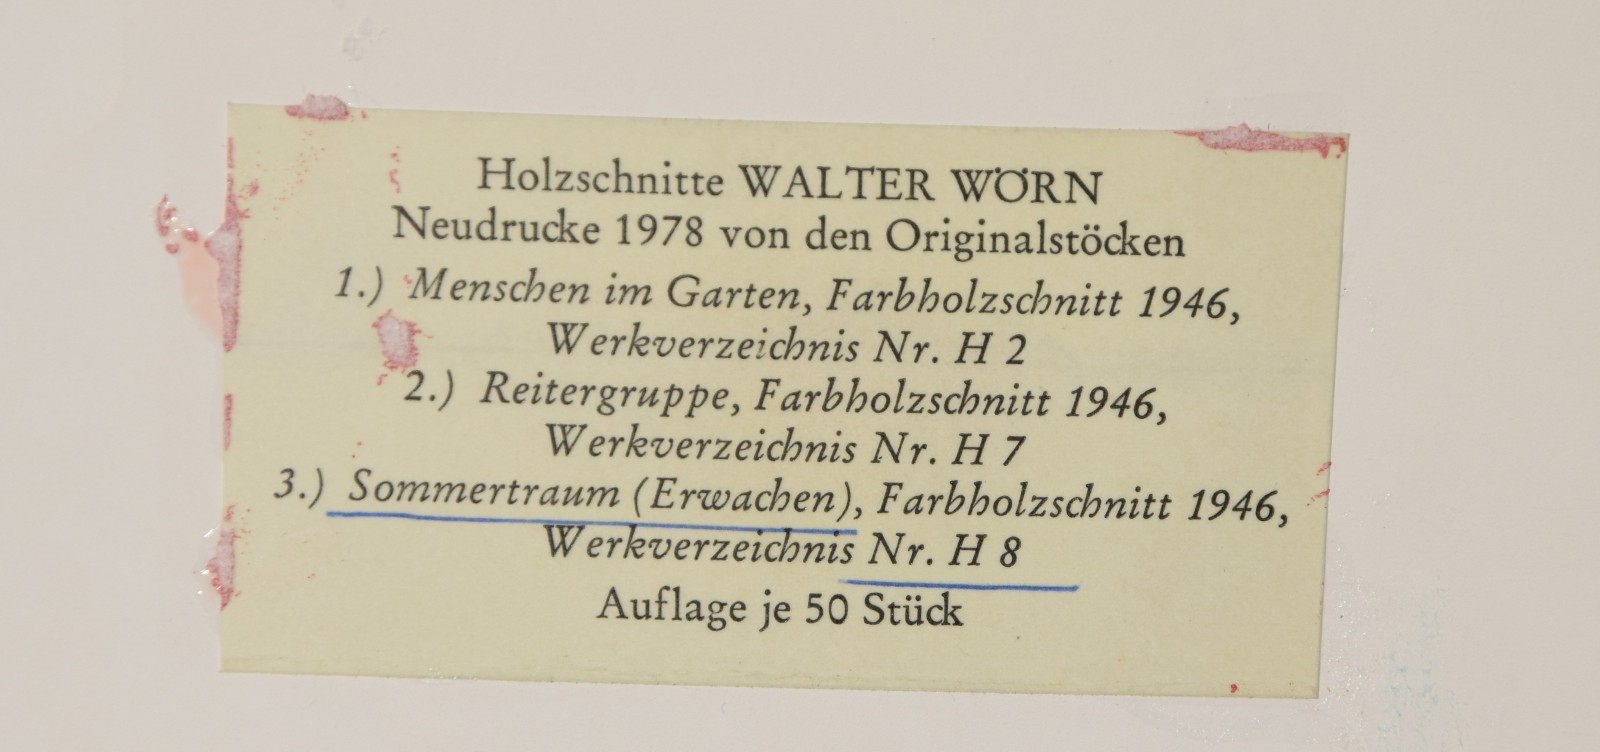 Holzschnitte WALTER WÖRN
Neudrucke 1978 von den Originalstöcken
1.) Menschen im Garten, Farbholzschnitt 1946,
Werkverzeichnis Nr. H 2
2.) Reitergruppe, Farbholzschnitt 1946,
Werkverzeichnis Nr. H 7
3.) Sommertraum (Erwachen), Farbholzschnitt 1946,
Werkverzeichnis Nr. H 8
Auflage je 50 Stück